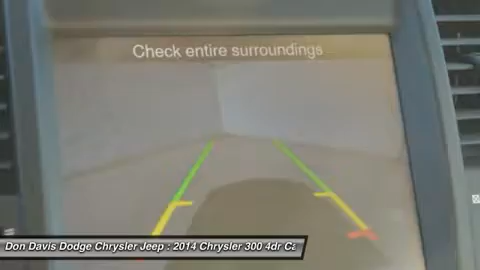 Check entire surroundings
Don Davis Dodge Chrysler Jeep : 2014 Chrysler 300 4dr